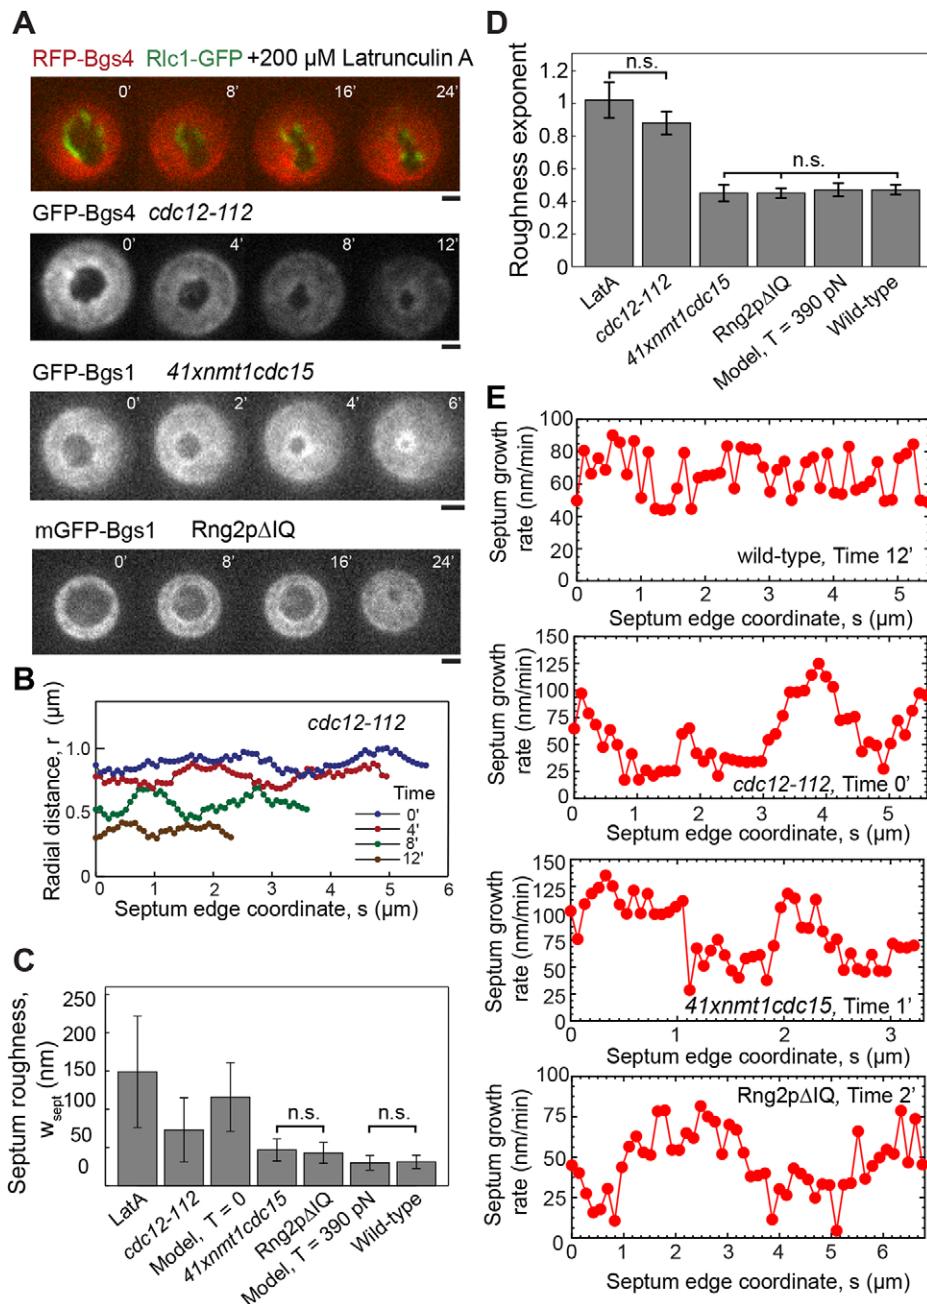 A
RFP-Bgs4 Rlc1-GFP +200 µM Latrunculin A
0' 8' 16' 24'
GFP-Bgs4 cdc12-112
0' 4' 8' 12'
GFP-Bgs1 41xnmt1cdc15
0' 2' 4' 6'
mGFP-Bgs1 Rng2pΔIQ
0' 8' 16' 24'
B
Radial distance, r (µm)
1.0
0.5
0
cdc12-112
Time
0'
4'
8'
12'
0 1 2 3 4 5 6
Septum edge coordinate, s (µm)
C
Septum roughness,
w_sept (nm)
250
200
150
100
50
0
n.s.
n.s.
LatA
cdc12-112
Model, T = 0
41xnmt1cdc15
Rng2pΔIQ
Model, T = 390 pN
Wild-type
D
Roughness exponent
1.2
1
0.8
0.6
0.4
0.2
0
n.s.
n.s.
LatA
cdc12-112
41xnmt1cdc15
Rng2pΔIQ
Model, T = 390 pN
Wild-type
E
Septum growth
rate (nm/min)
100
80
60
40
20
0
wild-type, Time 12'
0 1 2 3 4 5
Septum edge coordinate, s (µm)
Septum growth
rate (nm/min)
150
125
100
75
50
25
0
cdc12-112, Time 0'
0 1 2 3 4 5
Septum edge coordinate, s (µm)
Septum growth
rate (nm/min)
150
125
100
75
50
25
0
41xnmt1cdc15, Time 1'
0 1 2 3
Septum edge coordinate, s (µm)
Septum growth
rate (nm/min)
100
75
50
25
0
Rng2pΔIQ, Time 2'
0 1 2 3 4 5 6
Septum edge coordinate, s (µm)